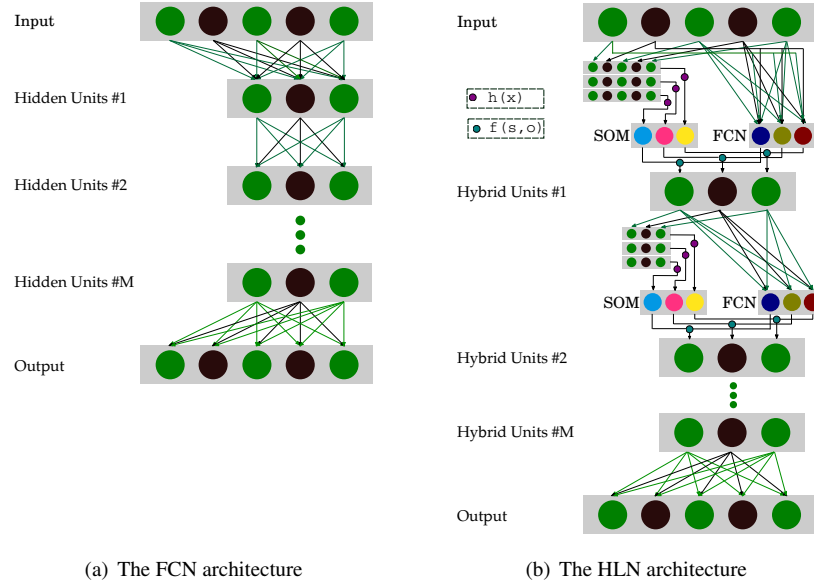 Input
Hidden Units #1
Hidden Units #2
Hidden Units #M
Output
(a) The FCN architecture
Input
h(x)
f(s,o)
SOM
FCN
Hybrid Units #1
SOM
FCN
Hybrid Units #2
Hybrid Units #M
Output
(b) The HLN architecture